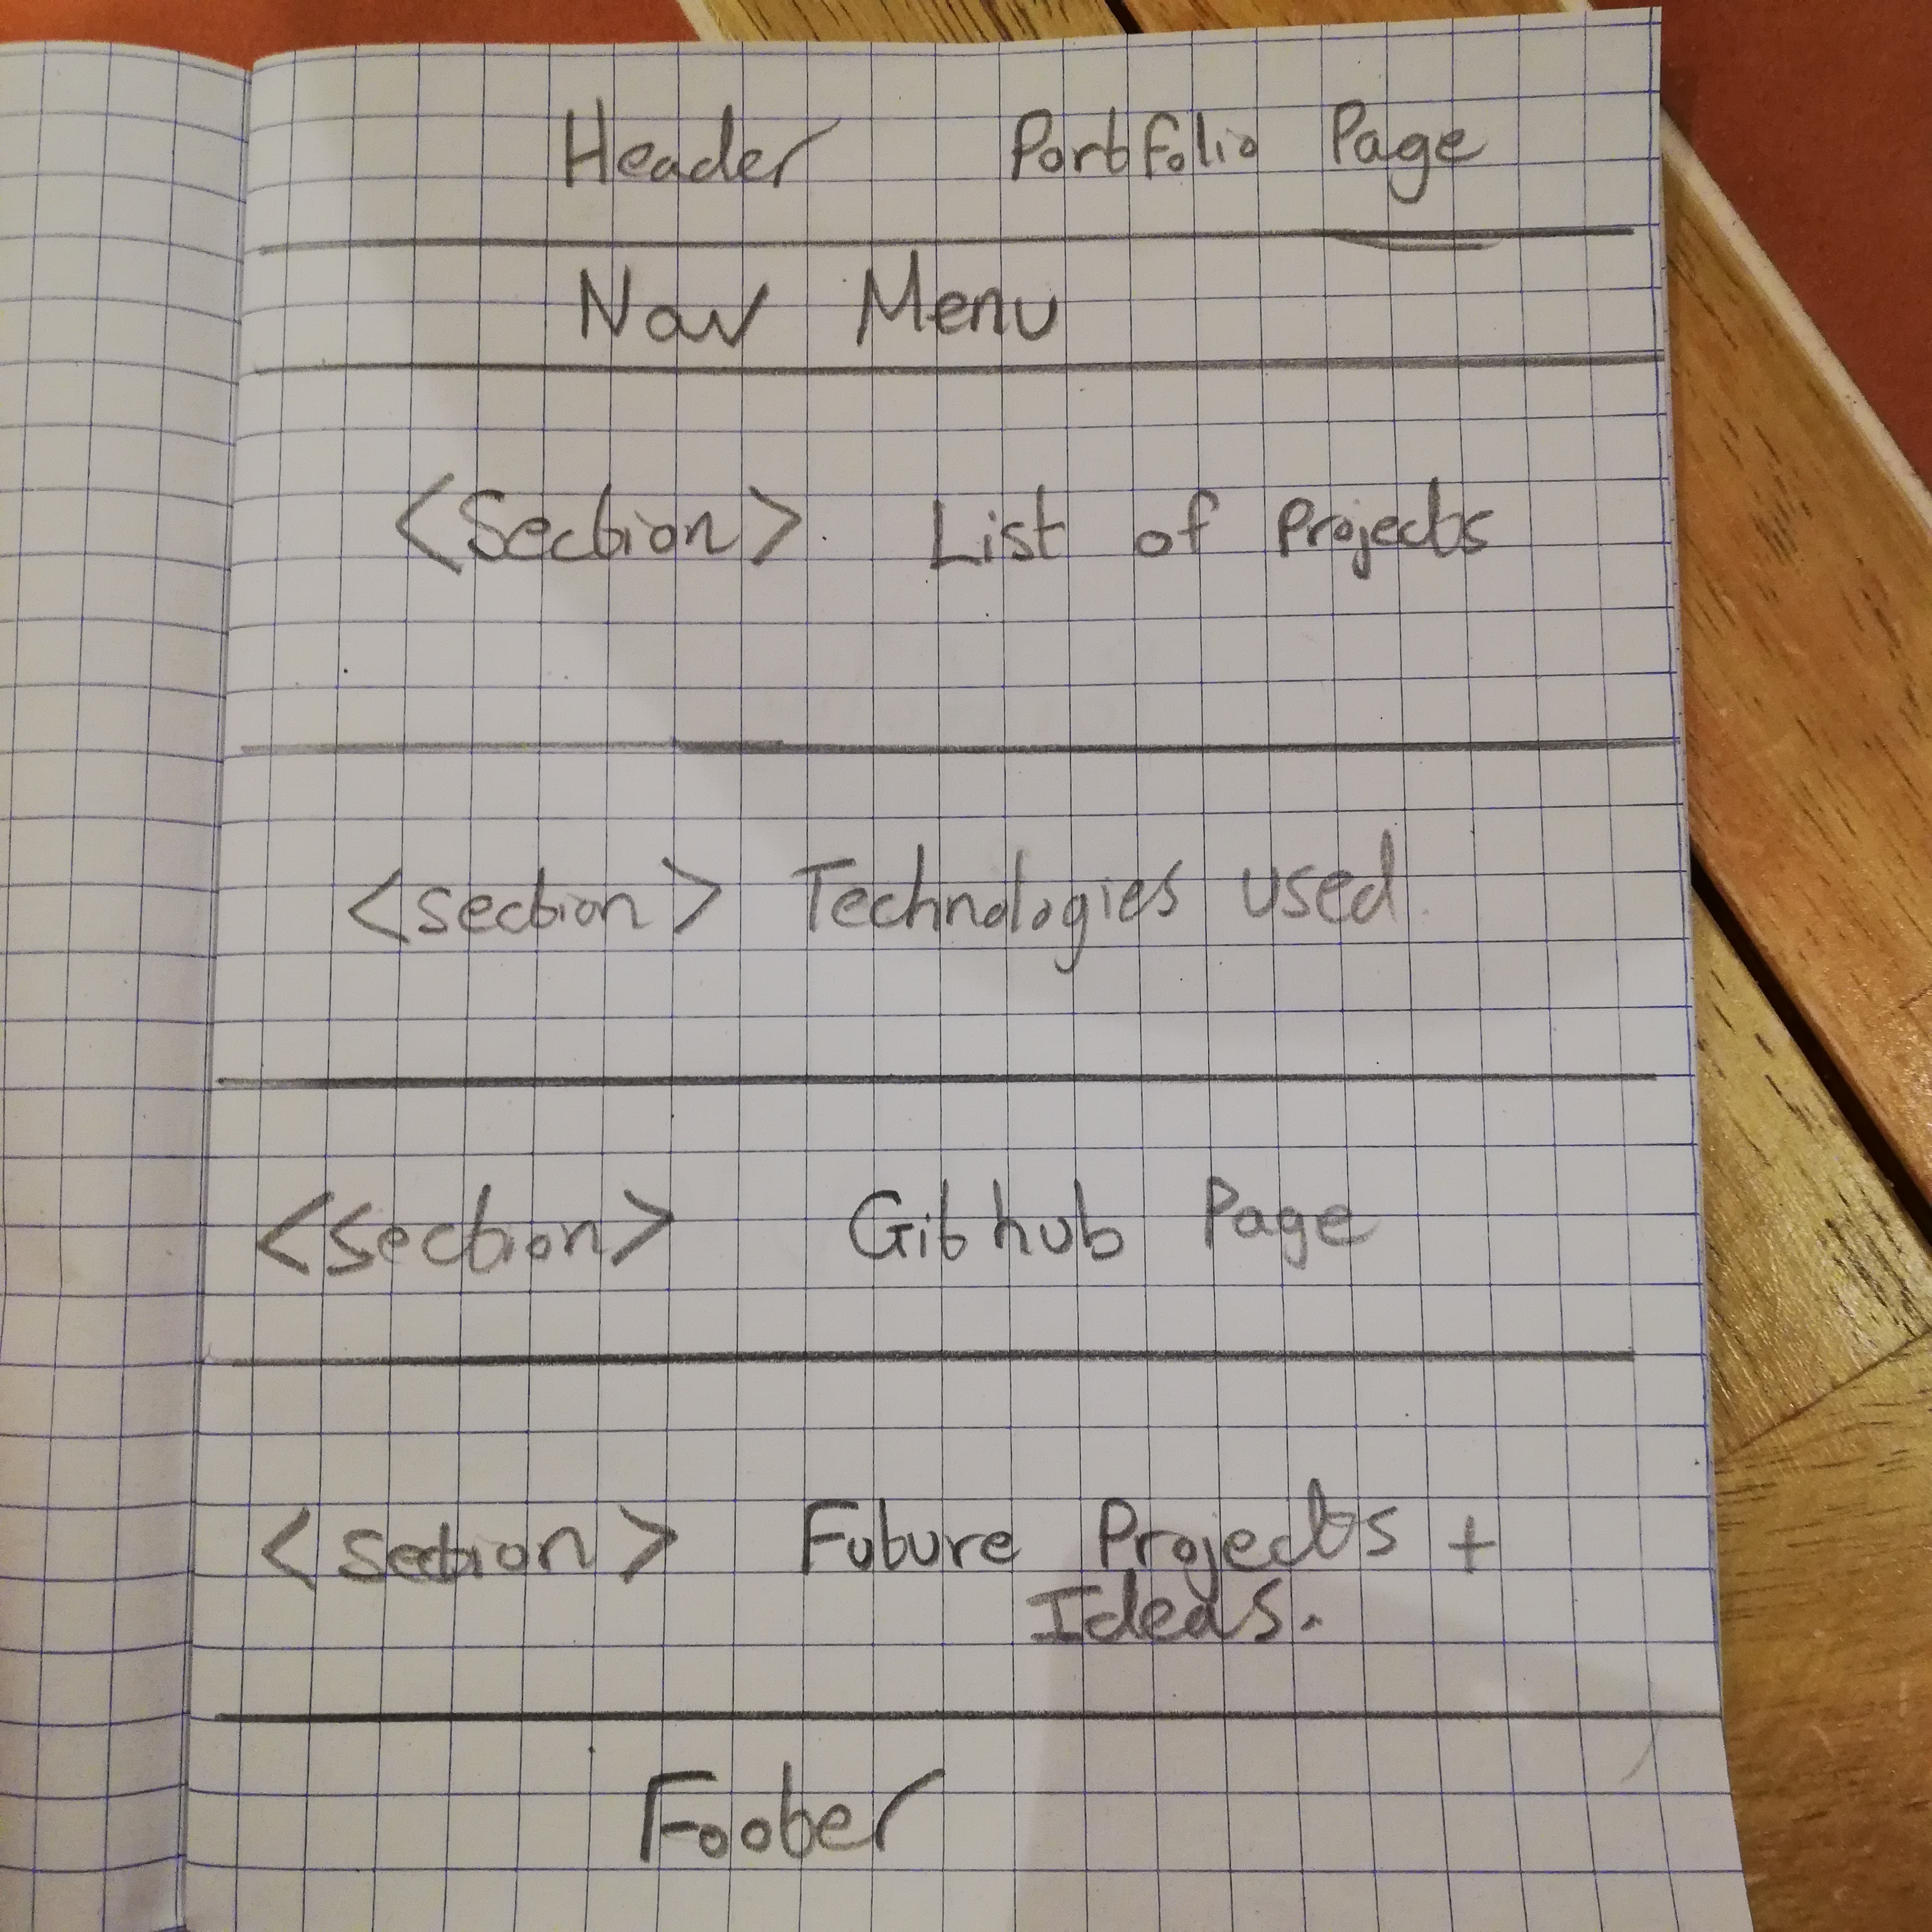 Header Portfolio Page
Nav Menu
<Section> List of Projects
<section> Technologies used
<section> Github Page
<section> Future Projects +
Ideas.
Footer